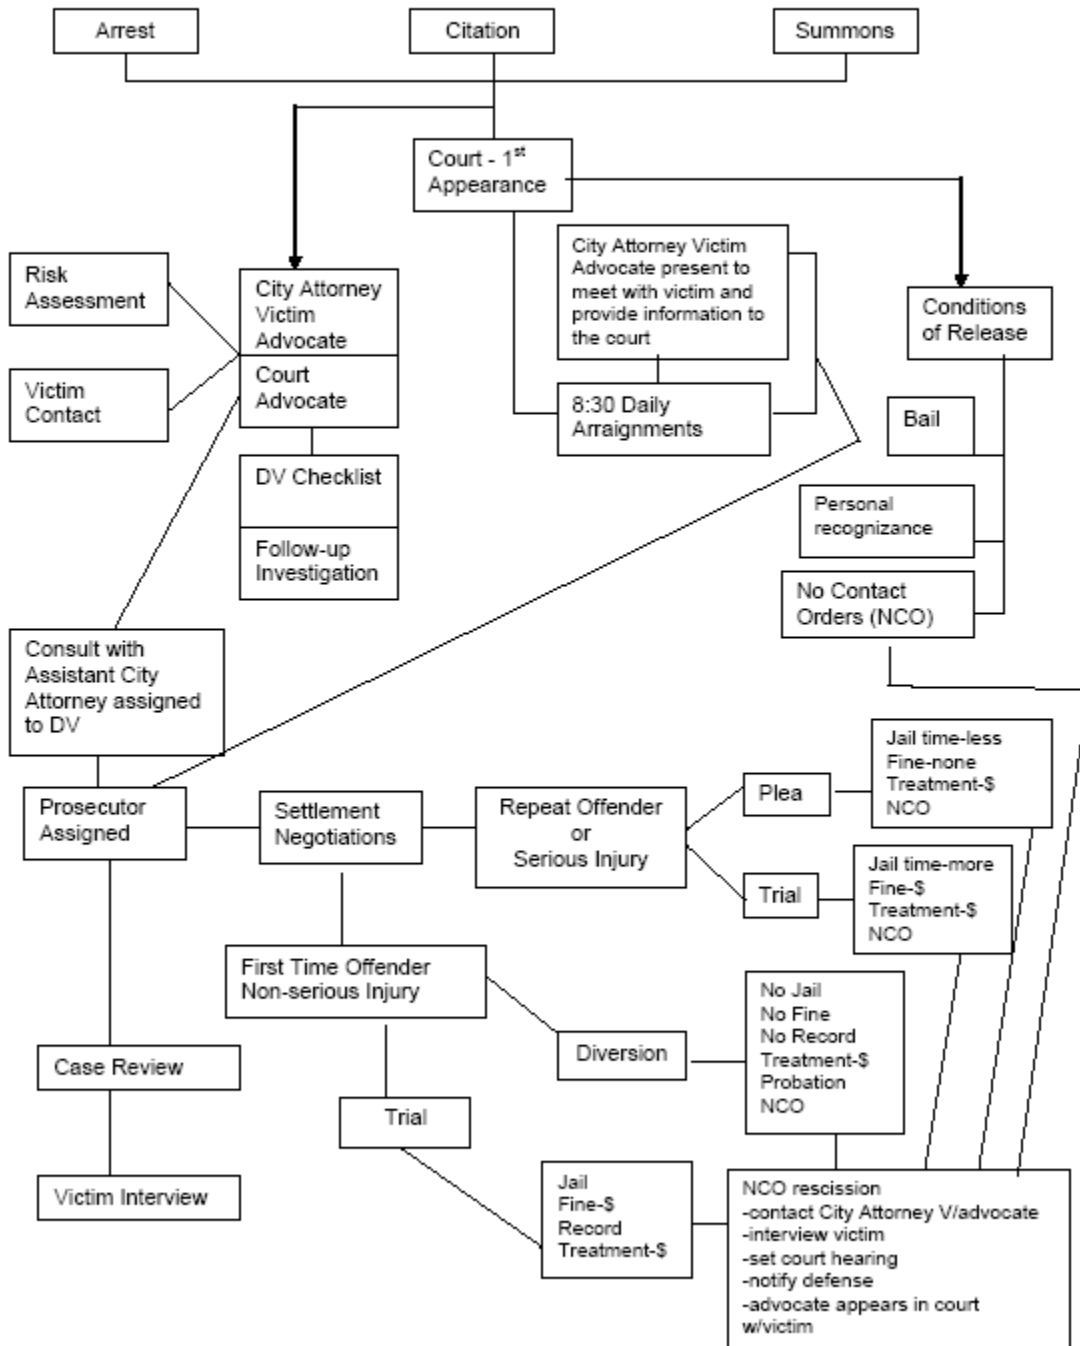 Arrest
Citation
Summons
Court - 1st
Appearance
City Attorney Victim
Advocate present to
meet with victim and
provide information to
the court
Risk
Assessment
City Attorney
Victim
Advocate
Conditions
of Release
Victim
Contact
Court
Advocate
8:30 Daily
Arraignments
Bail
DV Checklist
Personal
recognizance
Follow-up
Investigation
No Contact
Orders (NCO)
Consult with
Assistant City
Attorney assigned
to DV
Jail time-less
Fine-none
Treatment-$
NCO
Plea
Prosecutor
Assigned
Settlement
Negotiations
Repeat Offender
or
Serious Injury
Trial
Jail time-more
Fine-$
Treatment-$
NCO
First Time Offender
Non-serious Injury
No Jail
No Fine
No Record
Treatment-$
Probation
NCO
Diversion
Case Review
Trial
Victim Interview
Jail
Fine-$
Record
Treatment-$
NCO rescission
-contact City Attorney V/advocate
-interview victim
-set court hearing
-notify defense
-advocate appears in court
w/victim